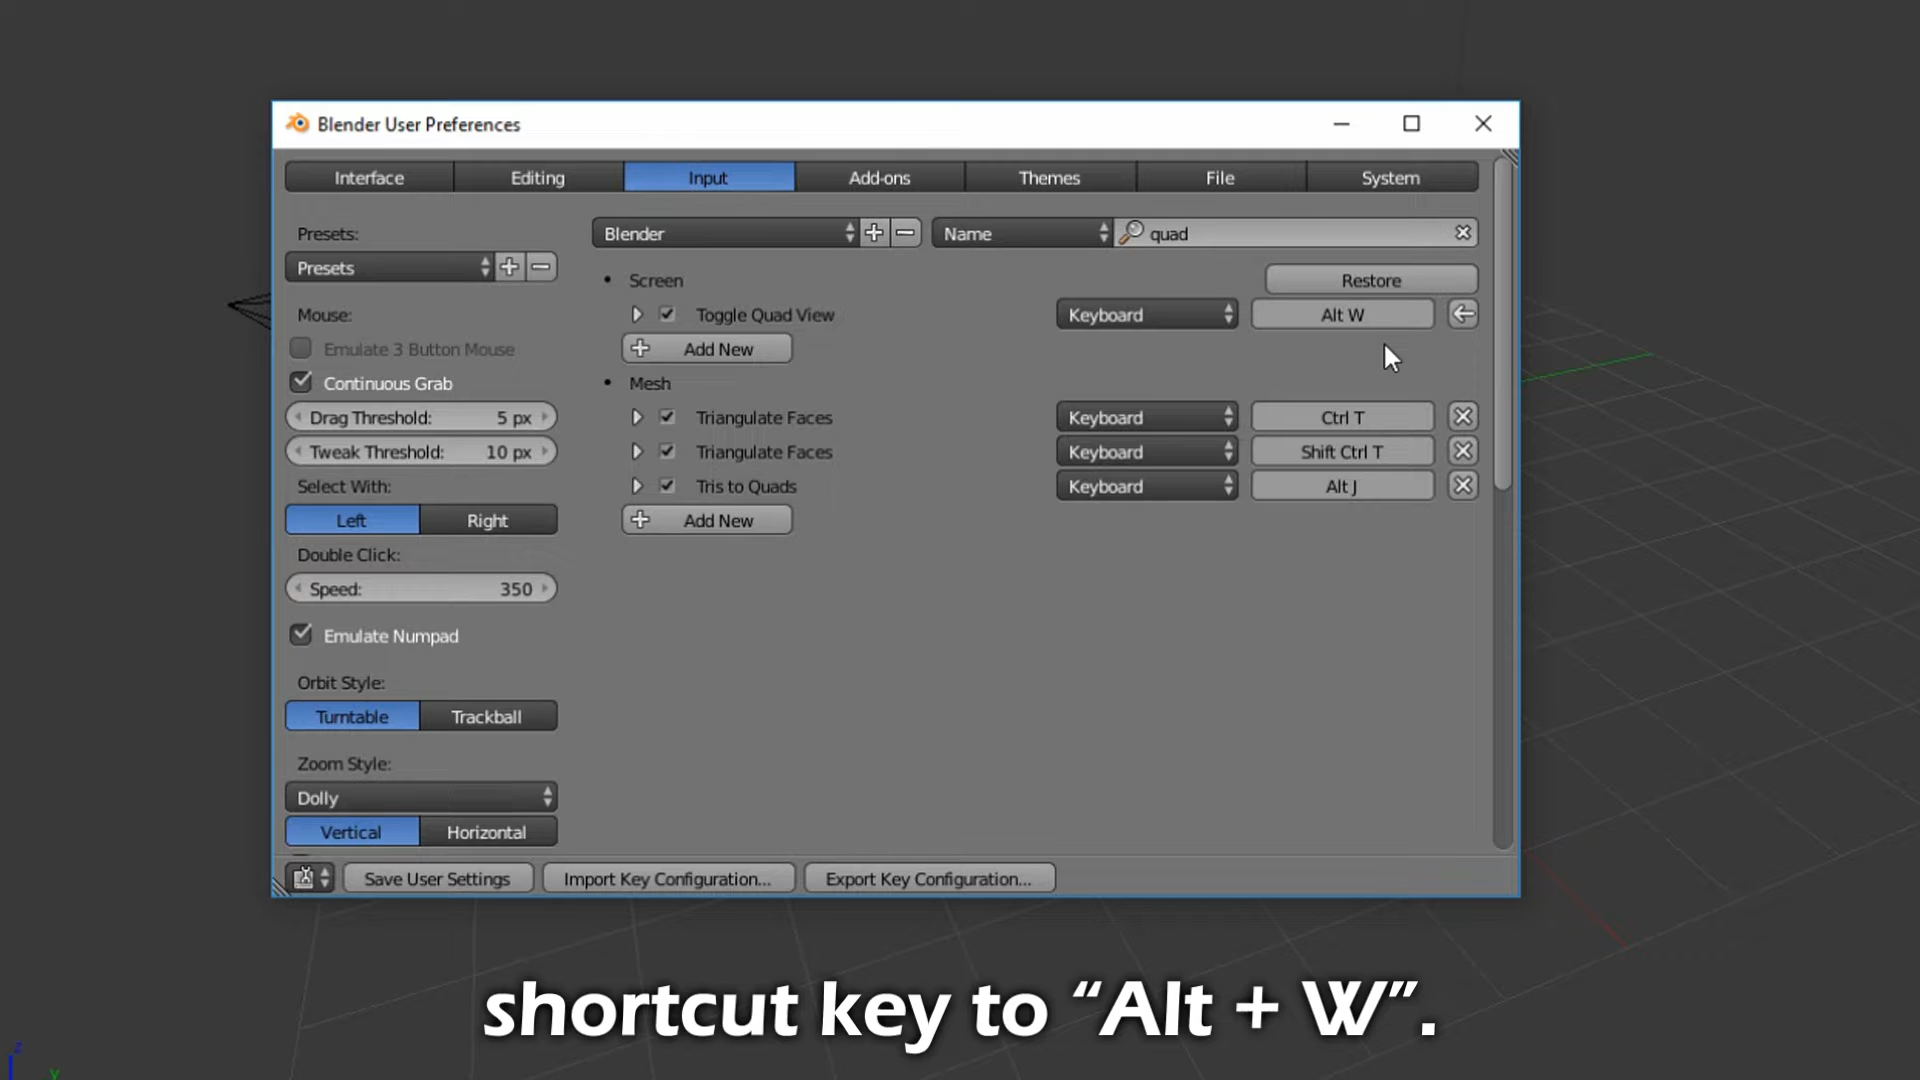 Blender User Preferences
Interface Editing Input Add-ons Themes File System
Presets: Blender Name quad
Presets
Screen Restore
Mouse: Toggle Quad View Keyboard Alt W
Emulate 3 Button Mouse Add New
Continuous Grab Mesh
Drag Threshold: 5 px Triangulate Faces Keyboard Ctrl T
Tweak Threshold: 10 px Triangulate Faces Keyboard Shift Ctrl T
Select With: Tris to Quads Keyboard Alt J
Left Right Add New
Double Click:
Speed: 350
Emulate Numpad
Orbit Style:
Turntable Trackball
Zoom Style:
Dolly
Vertical Horizontal
Save User Settings Import Key Configuration... Export Key Configuration...
shortcut key to “Alt + W”.
z
y